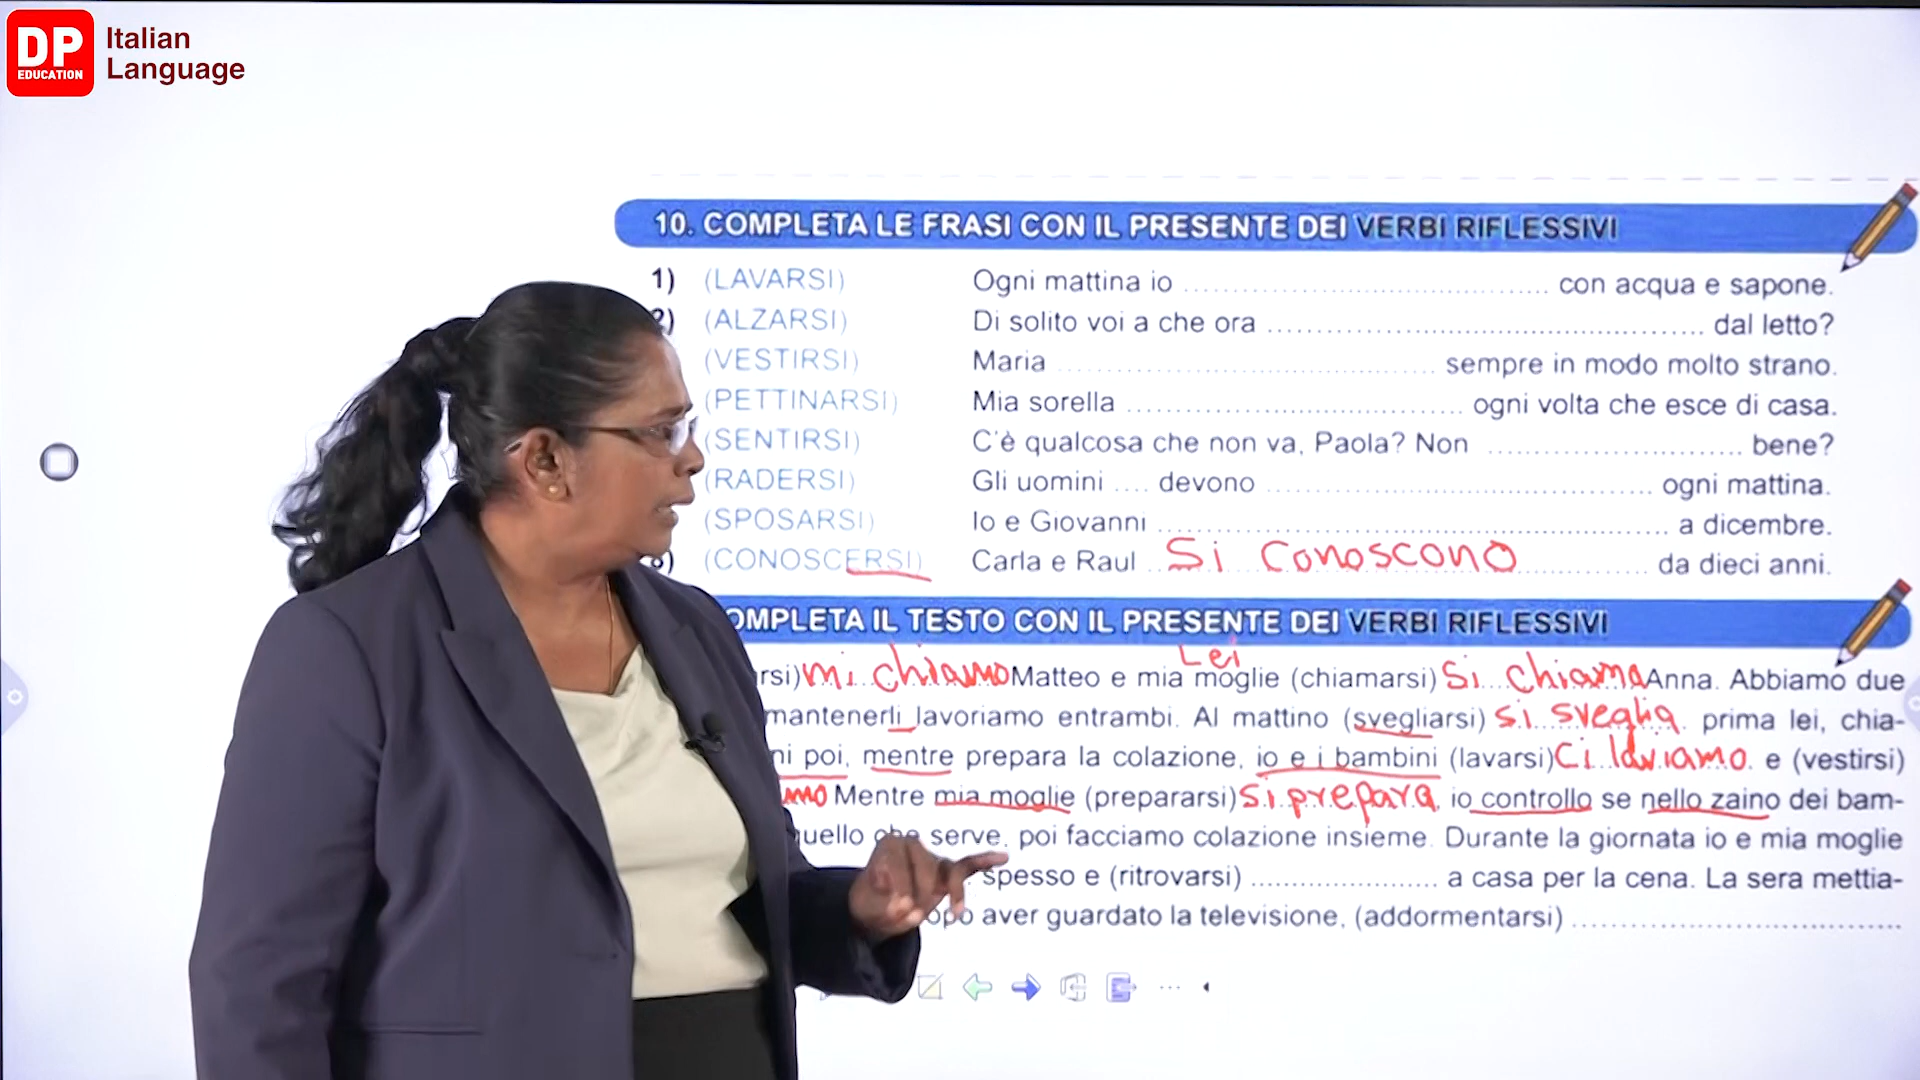 DP
EDUCATION
Italian
Language
10. COMPLETA LE FRASI CON IL PRESENTE DEI VERBI RIFLESSIVI
1) (LAVARSI) Ogni mattina io .................... con acqua e sapone.
2) (ALZARSI) Di solito voi a che ora .................... dal letto?
(VESTIRSI) Maria .................... sempre in modo molto strano.
(PETTINARSI) Mia sorella .................... ogni volta che esce di casa.
(SENTIRSI) C'è qualcosa che non va, Paola? Non .................... bene?
(RADERSI) Gli uomini .... devono .................... ogni mattina.
(SPOSARSI) Io e Giovanni .................... a dicembre.
8) (CONOSCERSI) Carla e Raul Si conoscono da dieci anni.
OMPLETA IL TESTO CON IL PRESENTE DEI VERBI RIFLESSIVI
Lei
rsi) mi chiamo Matteo e mia moglie (chiamarsi) Si chiama Anna. Abbiamo due
mantenerli lavoriamo entrambi. Al mattino (svegliarsi) si sveglia prima lei, chia-
ni poi, mentre prepara la colazione, io e i bambini (lavarsi) Ci laviamo e (vestirsi)
mo Mentre mia moglie (prepararsi) si prepara, io controllo se nello zaino dei bam-
uello che serve, poi facciamo colazione insieme. Durante la giornata io e mia moglie
spesso e (ritrovarsi) .................... a casa per la cena. La sera mettia-
opo aver guardato la televisione, (addormentarsi) ....................